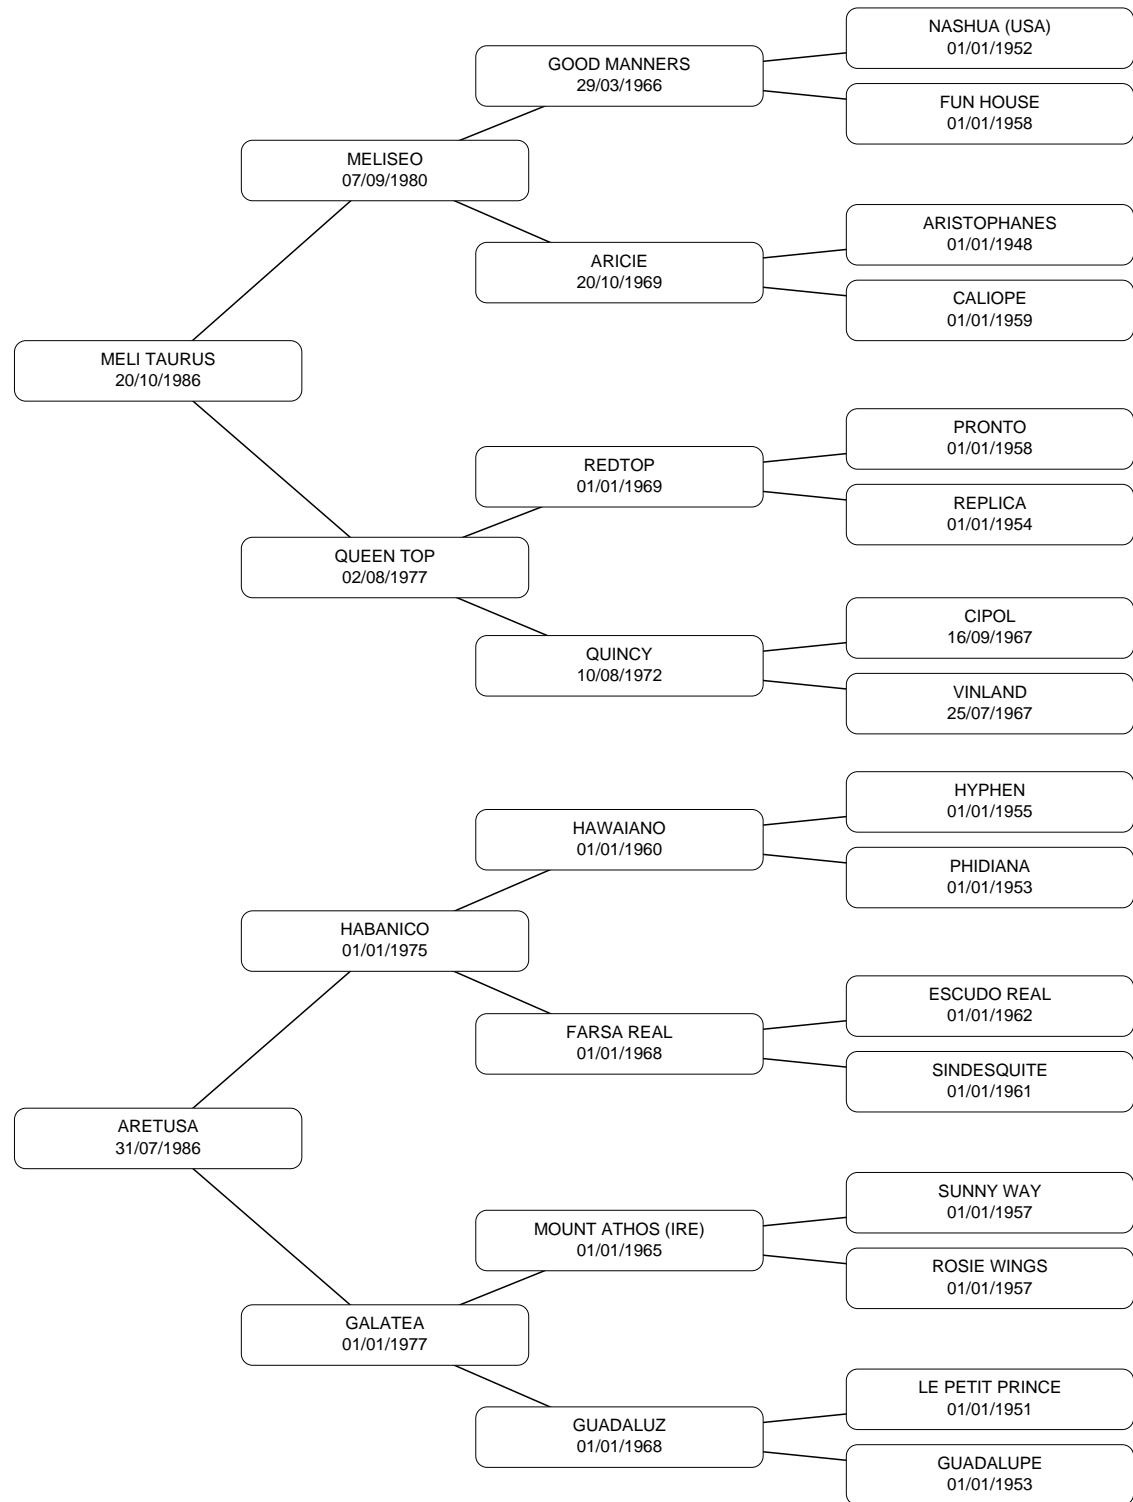 NASHUA (USA)
01/01/1952
GOOD MANNERS
29/03/1966
FUN HOUSE
01/01/1958
MELISEO
07/09/1980
ARISTOPHANES
01/01/1948
ARICIE
20/10/1969
CALIOPE
01/01/1959
MELI TAURUS
20/10/1986
PRONTO
01/01/1958
REDTOP
01/01/1969
REPLICA
01/01/1954
QUEEN TOP
02/08/1977
CIPOL
16/09/1967
QUINCY
10/08/1972
VINLAND
25/07/1967
HYPHEN
01/01/1955
HAWAIANO
01/01/1960
PHIDIANA
01/01/1953
HABANICO
01/01/1975
ESCUDO REAL
01/01/1962
FARSA REAL
01/01/1968
SINDESQUITE
01/01/1961
ARETUSA
31/07/1986
SUNNY WAY
01/01/1957
MOUNT ATHOS (IRE)
01/01/1965
ROSIE WINGS
01/01/1957
GALATEA
01/01/1977
LE PETIT PRINCE
01/01/1951
GUADALUZ
01/01/1968
GUADALUPE
01/01/1953